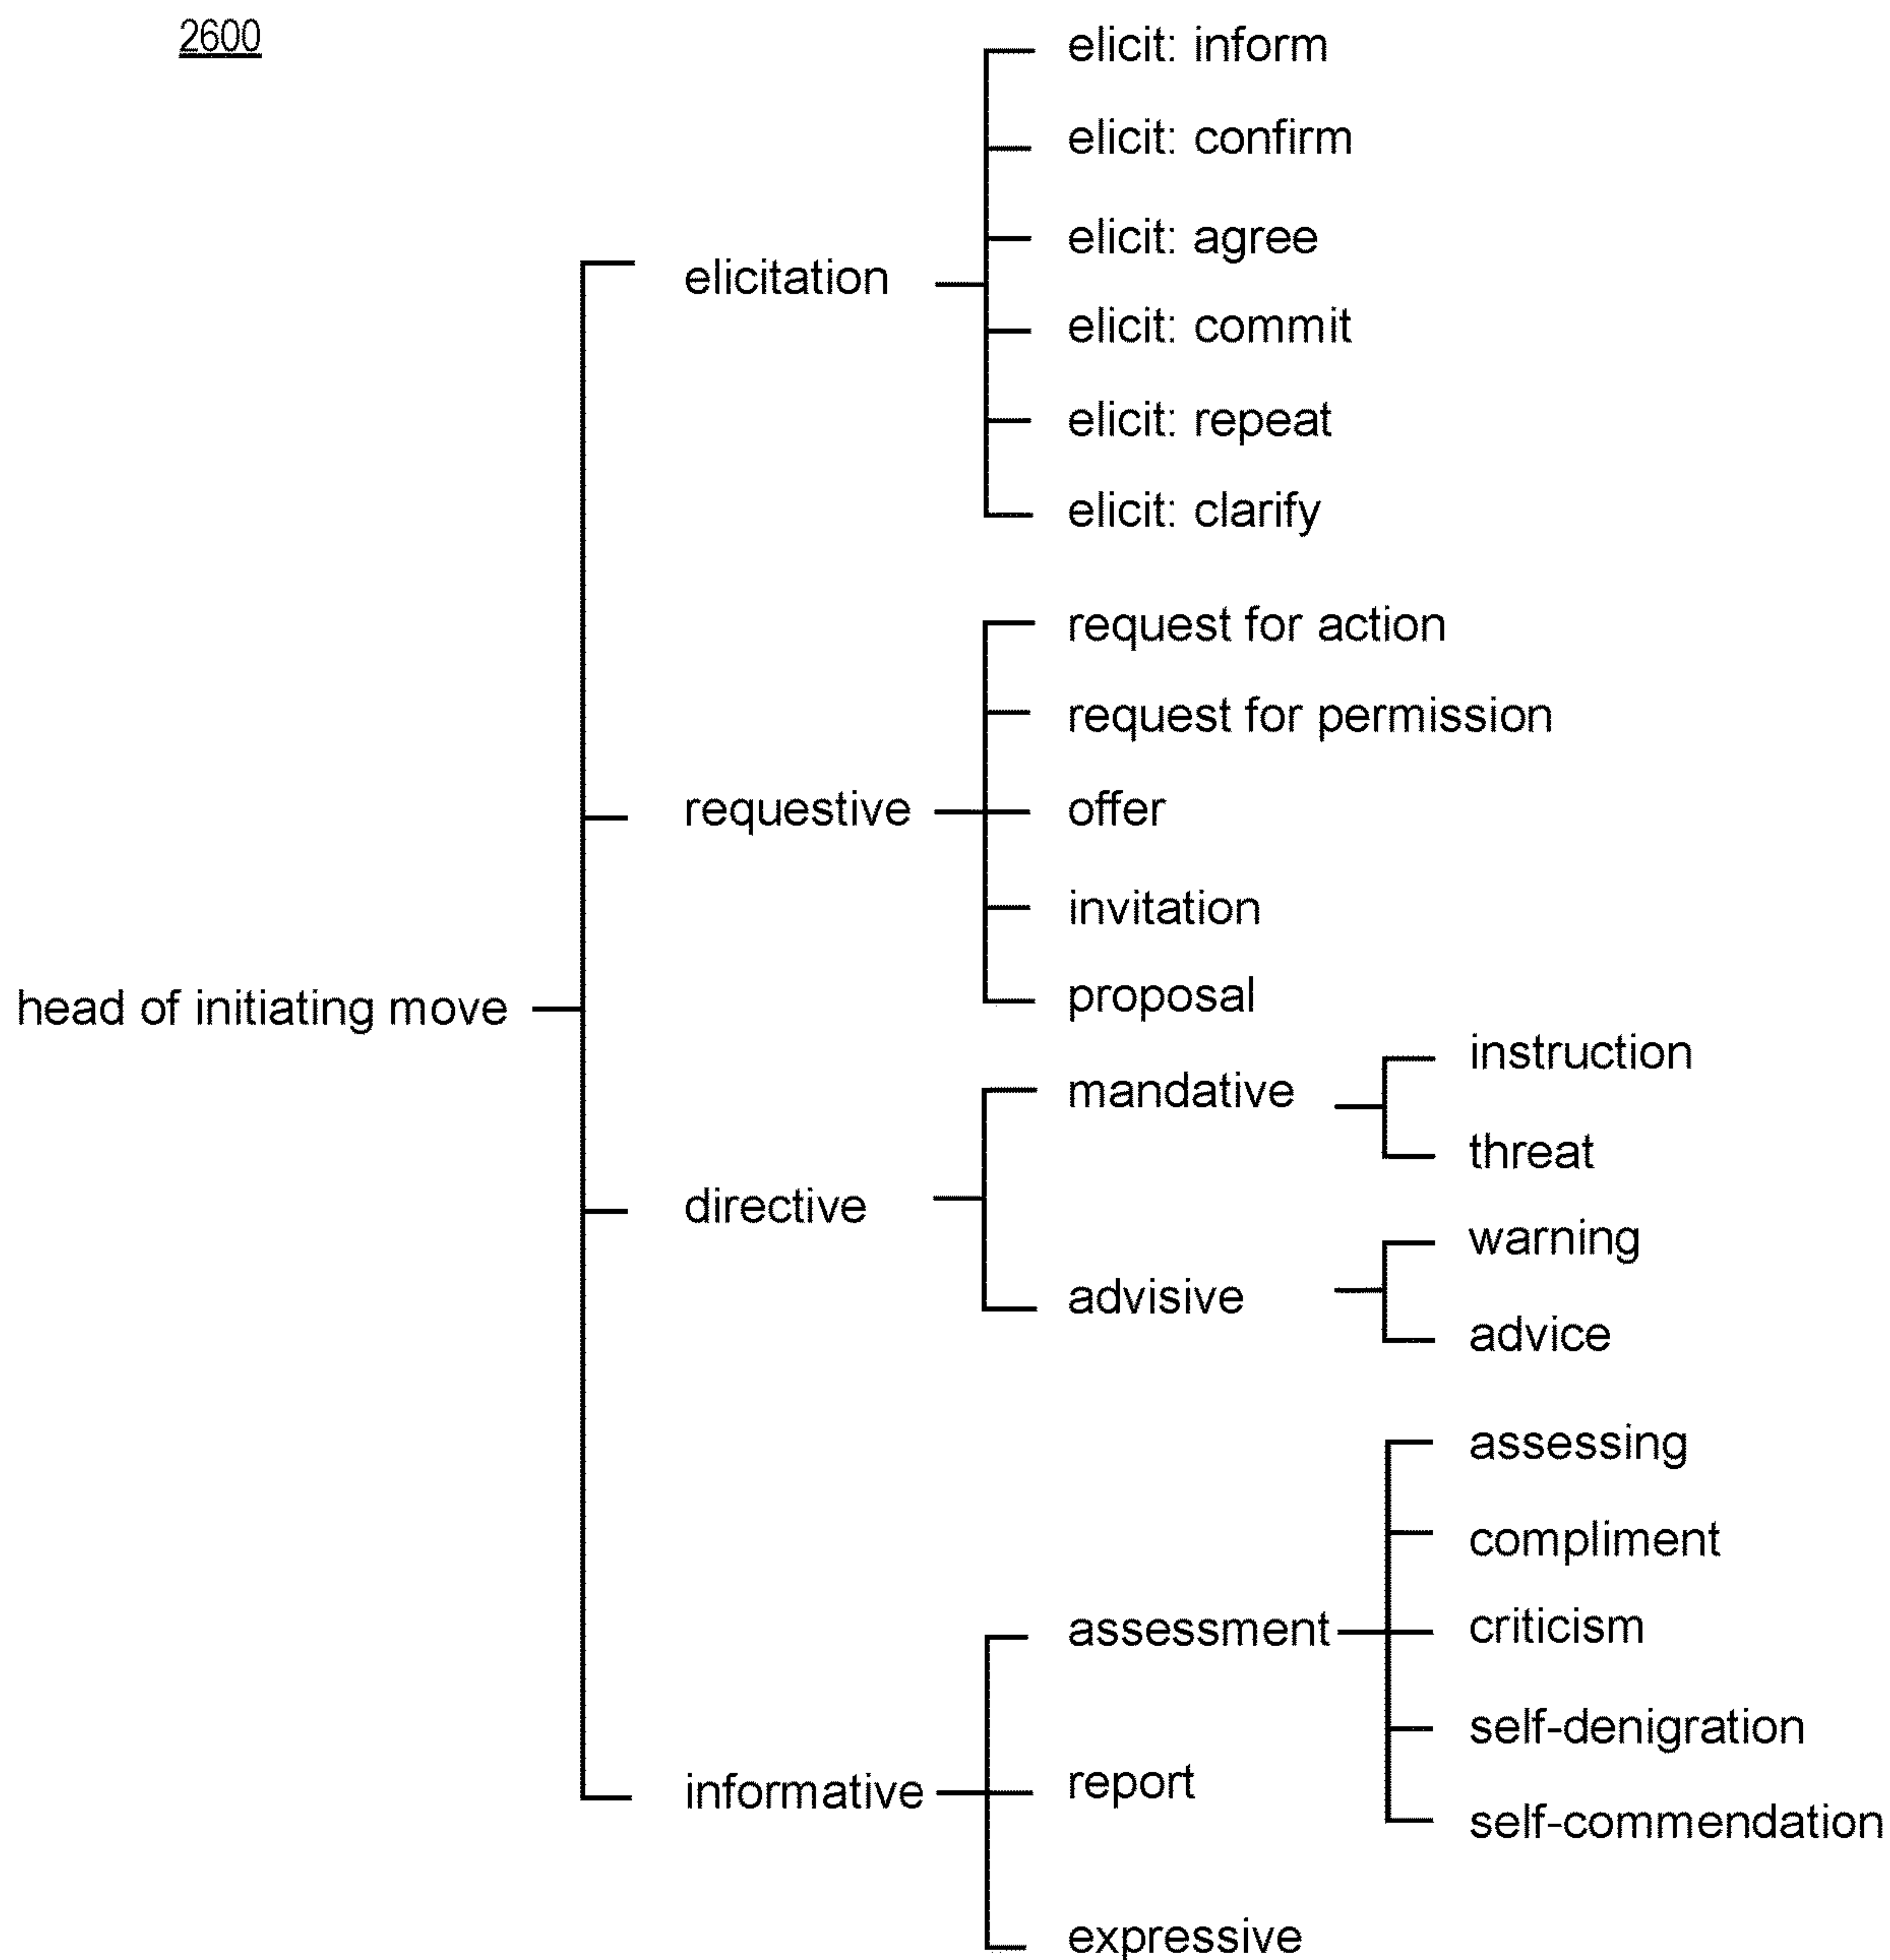 2600
elicit: inform
elicit: confirm
elicit: agree
elicitation
elicit: commit
elicit: repeat
elicit: clarify
request for action
request for permission
requestive
offer
invitation
proposal
head of initiating move
instruction
mandative
threat
directive
warning
advisive
advice
assessing
compliment
assessment
criticism
self-denigration
informative
report
self-commendation
expressive